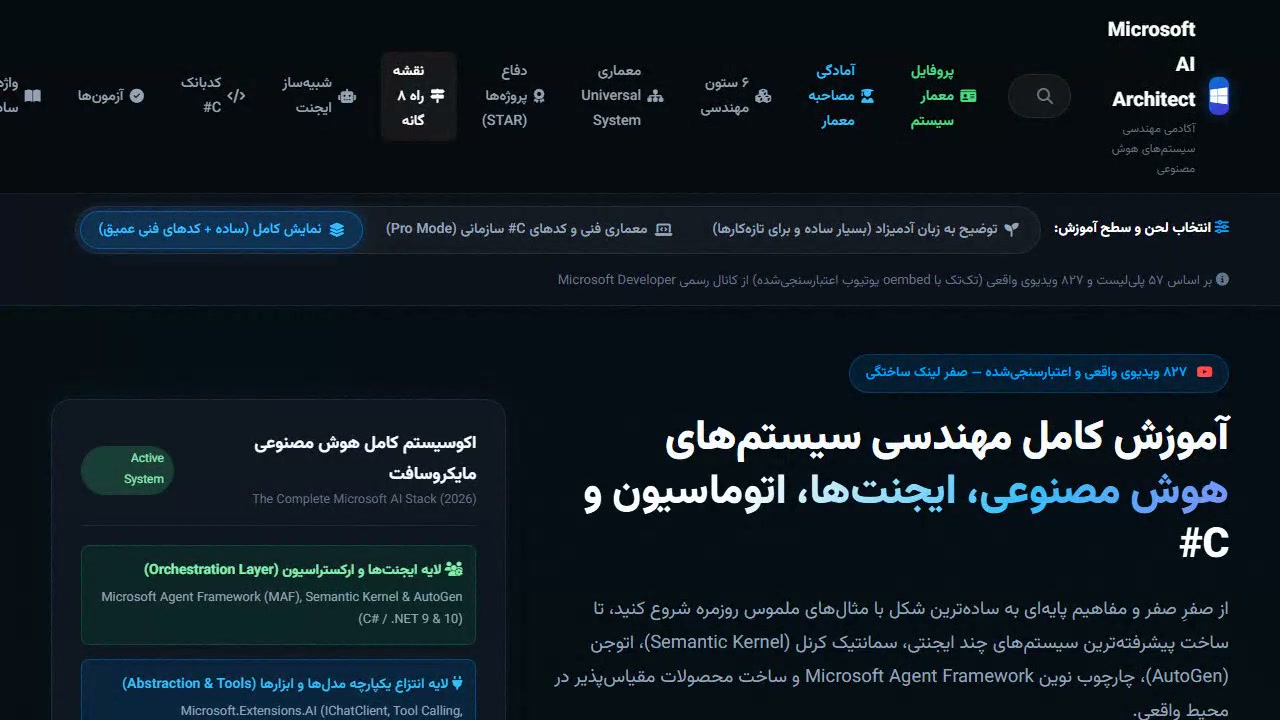 Microsoft
AI
Architect
آکادمی مهندسی
سیستم‌های هوش
مصنوعی
پروفایل
معمار
سیستم
آمادگی
مصاحبه
معمار
۶ ستون
مهندسی
معماری
Universal
System
دفاع
پروژه‌ها
(STAR)
نقشه
راه ۸
گانه
شبیه‌ساز
ایجنت
کدبانک
C#
آزمون‌ها
انتخاب لحن و سطح آموزش:
توضیح به زبان آدمیزاد (بسیار ساده و برای تازه‌کارها)
معماری فنی و کدهای C# سازمانی (Pro Mode)
نمایش کامل (ساده + کدهای فنی عمیق)
بر اساس ۵۷ پلی‌لیست و ۸۲۷ ویدیوی واقعی (تک‌تک با oembed یوتیوب اعتبارسنجی‌شده) از کانال رسمی Microsoft Developer
۸۲۷ ویدیوی واقعی و اعتبارسنجی‌شده — صفر لینک ساختگی
آموزش کامل مهندسی سیستم‌های
هوش مصنوعی، ایجنت‌ها، اتوماسیون و
C#
از صفرِ صفر و مفاهیم پایه‌ای به ساده‌ترین شکل با مثال‌های ملموس روزمره شروع کنید، تا
ساخت پیشرفته‌ترین سیستم‌های چند ایجنتی، سمانتیک کرنل (Semantic Kernel)، اتوجن
(AutoGen)، چارچوب نوین Microsoft Agent Framework و ساخت محصولات مقیاس‌پذیر در
محیط واقعی.
اکوسیستم کامل هوش مصنوعی
مایکروسافت
The Complete Microsoft AI Stack (2026)
Active
System
لایه ایجنت‌ها و ارکستراسیون (Orchestration Layer)
Microsoft Agent Framework (MAF), Semantic Kernel & AutoGen
(C# / .NET 9 & 10)
لایه انتزاع یکپارچه مدل‌ها و ابزارها (Abstraction & Tools)
Microsoft.Extensions.AI (IChatClient, Tool Calling,